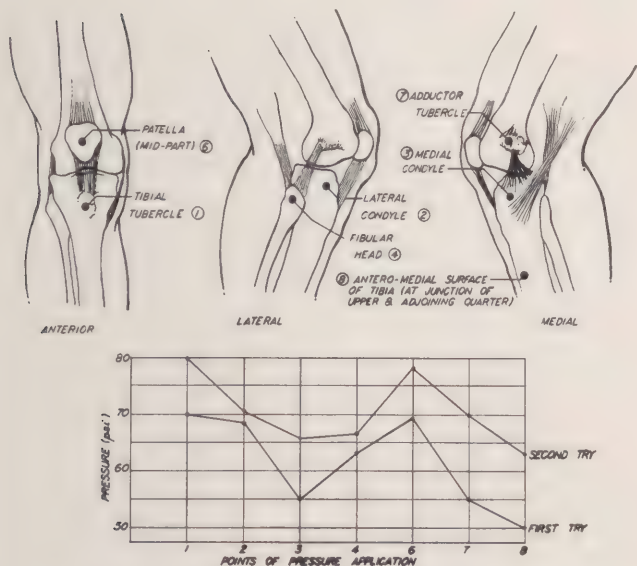 PATELLA
(MID-PART) ⑤
TIBIAL
TUBERCLE ①
LATERAL
CONDYLE ②
FIBULAR
HEAD ④
⑦ ADDUCTOR
TUBERCLE
③ MEDIAL
CONDYLE
⑧ ANTERO-MEDIAL SURFACE
OF TIBIA (AT JUNCTION OF
UPPER & ADJOINING QUARTER)
ANTERIOR
LATERAL
MEDIAL
80
70
60
50
PRESSURE (psi)
SECOND TRY
FIRST TRY
1 2 3 4 6 7 8
POINTS OF PRESSURE APPLICATION